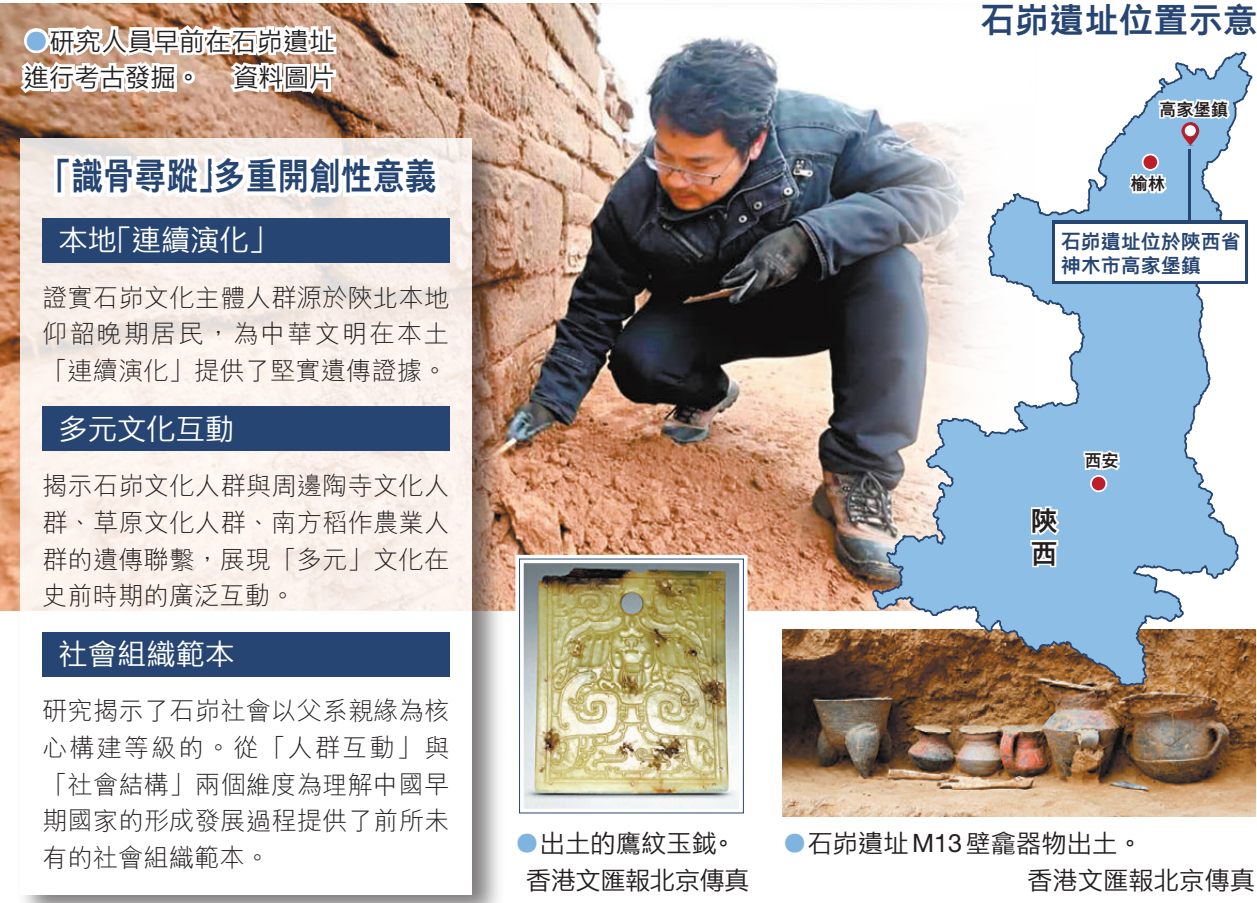 ●研究人員早前在石峁遺址
進行考古發掘。 資料圖片
「識骨尋蹤」多重開創性意義
本地「連續演化」
證實石峁文化主體人群源於陝北本地
仰韶晚期居民，為中華文明在本土
「連續演化」提供了堅實遺傳證據。
多元文化互動
揭示石峁文化人群與周邊陶寺文化人
群、草原文化人群、南方稻作農業人
群的遺傳聯繫，展現「多元」文化在
史前時期的廣泛互動。
社會組織範本
研究揭示了石峁社會以父系親緣為核
心構建等級的。從「人群互動」與
「社會結構」兩個維度為理解中國早
期國家的形成發展過程提供了前所未
有的社會組織範本。
石峁遺址位置示意
高家堡鎮
榆林
石峁遺址位於陝西省
神木市高家堡鎮
西安
陝
西
●出土的鷹紋玉鉞。
香港文匯報北京傳真
●石峁遺址M13壁龕器物出土。
香港文匯報北京傳真